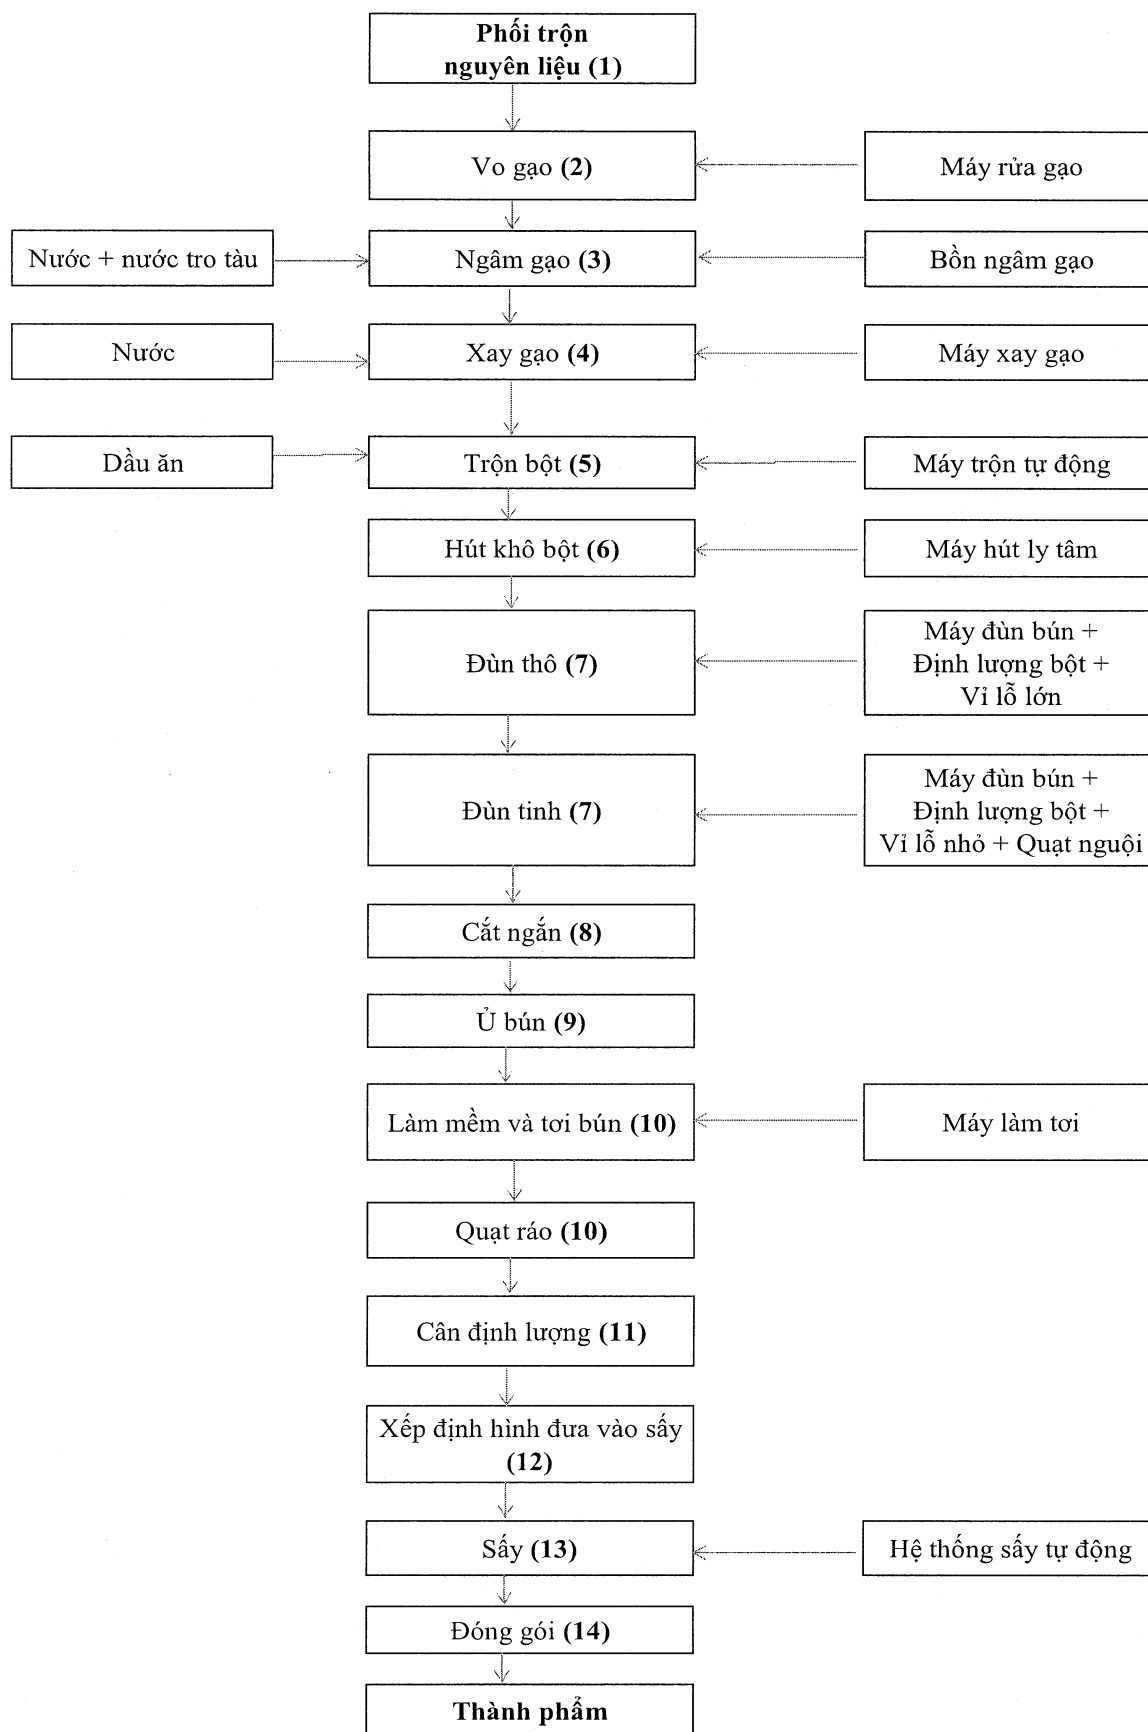 Phối trộn
nguyên liệu (1)
Vo gạo (2)
Máy rửa gạo
Nước + nước tro tàu
Ngâm gạo (3)
Bồn ngâm gạo
Nước
Xay gạo (4)
Máy xay gạo
Dầu ăn
Trộn bột (5)
Máy trộn tự động
Hút khô bột (6)
Máy hút ly tâm
Đùn thô (7)
Máy đùn bún +
Định lượng bột +
Vỉ lỗ lớn
Đùn tinh (7)
Máy đùn bún +
Định lượng bột +
Vỉ lỗ nhỏ + Quạt nguội
Cắt ngắn (8)
Ủ bún (9)
Làm mềm và tơi bún (10)
Máy làm tơi
Quạt ráo (10)
Cân định lượng (11)
Xếp định hình đưa vào sấy
(12)
Sấy (13)
Hệ thống sấy tự động
Đóng gói (14)
Thành phẩm